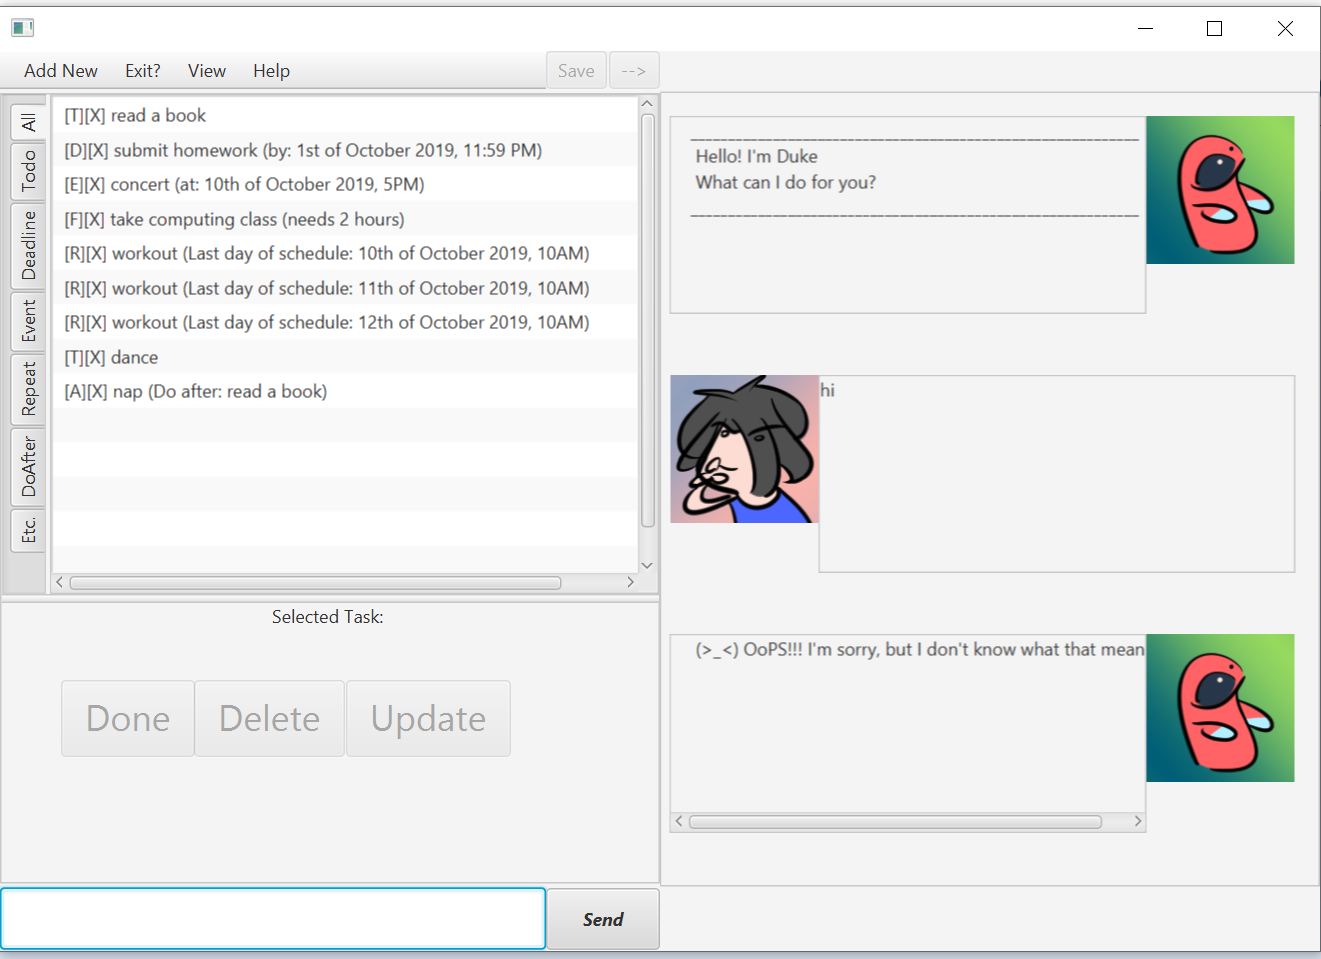 Add New Exit? View Help Save -->
All
Todo
Deadline
Event
Repeat
DoAfter
Etc.
[T][X] read a book
[D][X] submit homework (by: 1st of October 2019, 11:59 PM)
[E][X] concert (at: 10th of October 2019, 5PM)
[F][X] take computing class (needs 2 hours)
[R][X] workout (Last day of schedule: 10th of October 2019, 10AM)
[R][X] workout (Last day of schedule: 11th of October 2019, 10AM)
[R][X] workout (Last day of schedule: 12th of October 2019, 10AM)
[T][X] dance
[A][X] nap (Do after: read a book)
Selected Task:
Done Delete Update
Send
Hello! I'm Duke
What can I do for you?
hi
(>_<) OoPS!!! I'm sorry, but I don't know what that mean